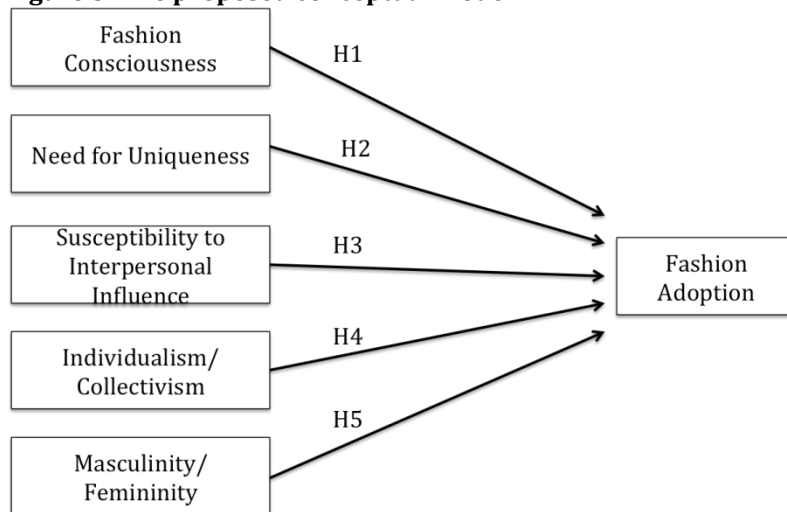 Fashion
Consciousness
H1
Need for Uniqueness
H2
Susceptibility to
Interpersonal
Influence
H3
Fashion
Adoption
Individualism/
Collectivism
H4
Masculinity/
Femininity
H5